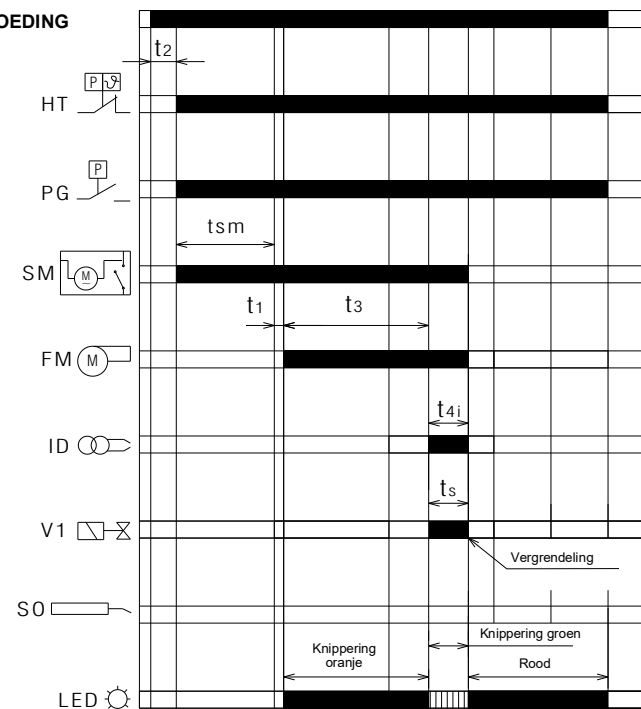 OEDING
t2
P ϑ
HT
P
PG
tsm
SM M
t1 t3
FM M
t4i
ID
ts
V1
Vergrendeling
SO
Knippering
oranje
Knippering groen
Rood
LED